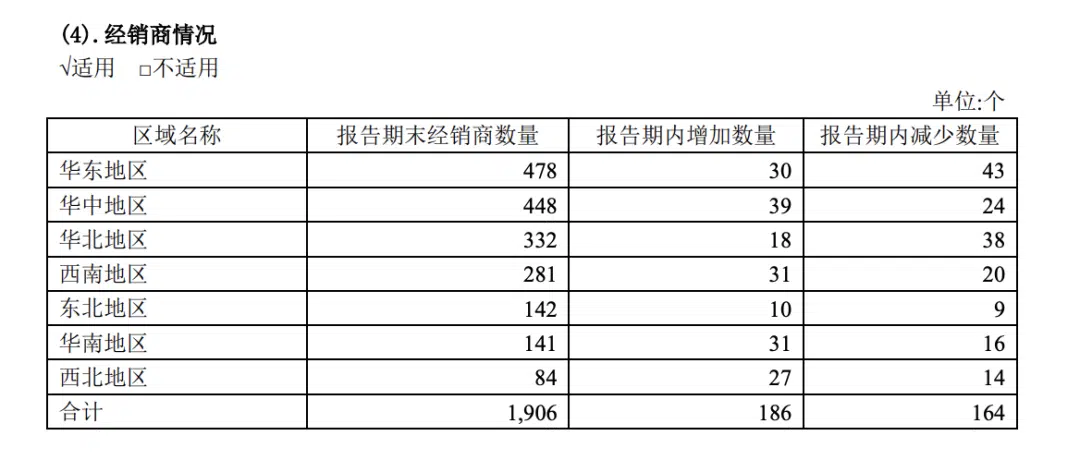 (4). 经销商情况
√适用 □不适用
单位:个
区域名称 报告期末经销商数量 报告期内增加数量 报告期内减少数量
华东地区 478 30 43
华中地区 448 39 24
华北地区 332 18 38
西南地区 281 31 20
东北地区 142 10 9
华南地区 141 31 16
西北地区 84 27 14
合计 1,906 186 164